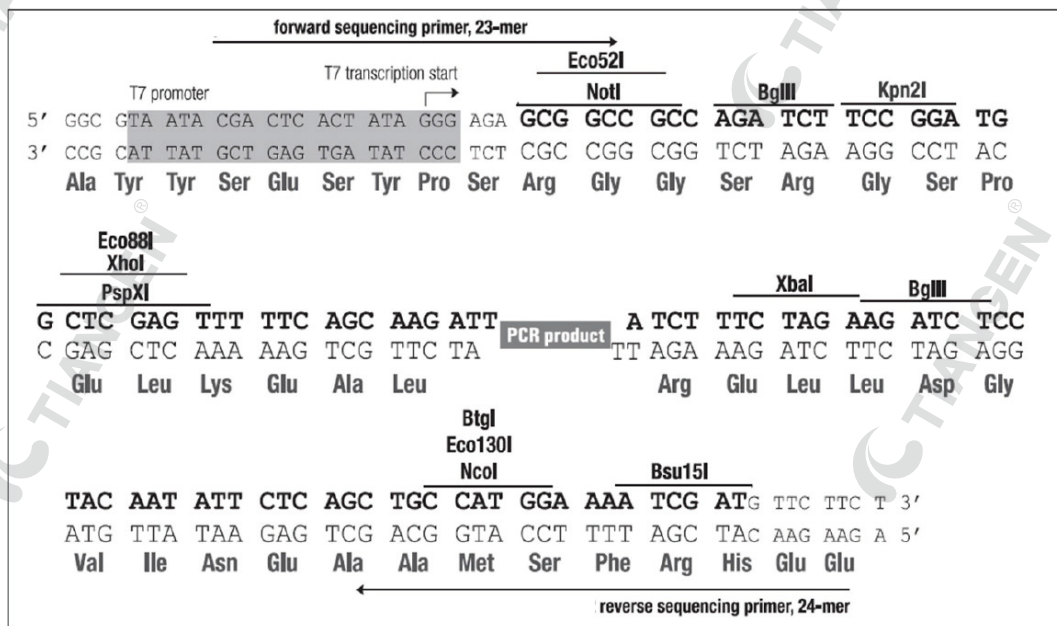 forward sequencing primer, 23-mer
Eco52I
T7 transcription start
T7 promoter NotI BglII Kpn2I
5′ GGC GTA ATA CGA CTC ACT ATA GGG AGA GCG GCC GCC AGA TCT TCC GGA TG
3′ CCG CAT TAT GCT GAG TGA TAT CCC TCT CGC CGG CGG TCT AGA AGG CCT AC
Ala Tyr Tyr Ser Glu Ser Tyr Pro Ser Arg Gly Gly Ser Arg Gly Ser Pro
Eco88I
XhoI XbaI
PspXI BglII
G CTC GAG TTT TTC AGC AAG ATT PCR product A TCT TTC TAG AAG ATC TCC
C GAG CTC AAA AAG TCG TTC TA TT AGA AAG ATC TTC TAG AGG
Glu Leu Lys Glu Ala Leu Arg Glu Leu Leu Asp Gly
BtgI
Eco130I
NcoI Bsu15I
TAC AAT ATT CTC AGC TGC CAT GGA AAA TCG ATG TTC TTC T 3′
ATG TTA TAA GAG TCG ACG GTA CCT TTT AGC TAC AAG AAG A 5′
Val Ile Asn Glu Ala Ala Met Ser Phe Arg His Glu Glu
reverse sequencing primer, 24-mer
TIANGEN
TIANGEN
TIANGEN